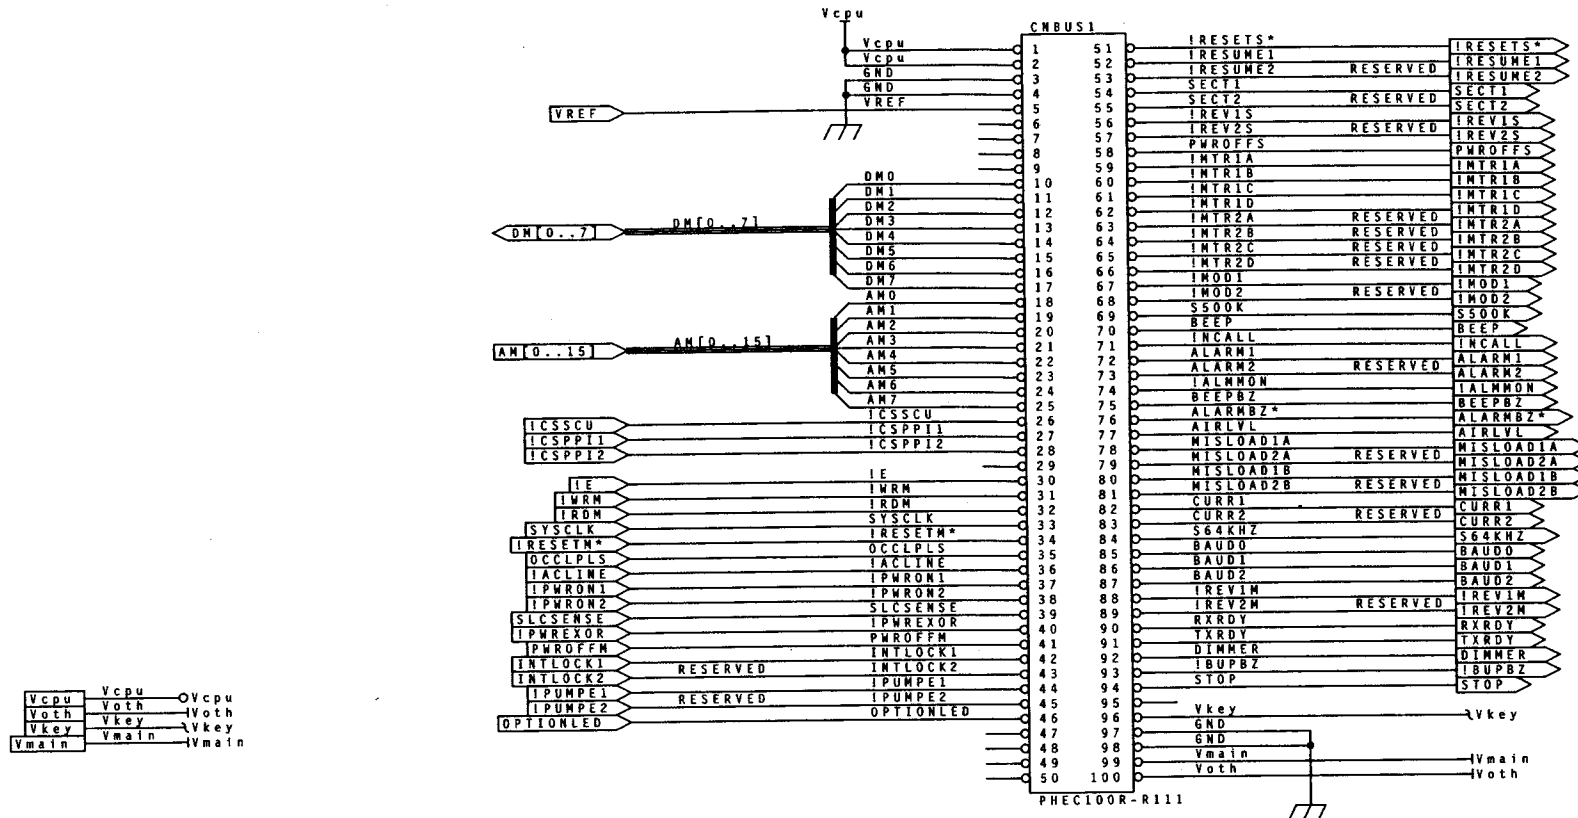 Vcpu
CNBUS1
Vcpu 1 51 !RESETS* !RESETS*
Vcpu 2 52 !RESUME1 !RESUME1
GND 3 53 !RESUME2 RESERVED !RESUME2
GND 4 54 SECT1 SECT1
VREF VREF 5 55 SECT2 RESERVED SECT2
6 56 !REV1S !REV1S
7 57 !REV2S RESERVED !REV2S
8 58 PWROFFS PWROFFS
9 59 !MTR1A !MTR1A
DM0 10 60 !MTR1B !MTR1B
DM1 11 61 !MTR1C !MTR1C
DM2 12 62 !MTR1D !MTR1D
DM[0..7] DM[0..7] DM3 13 63 !MTR2A RESERVED !MTR2A
DM4 14 64 !MTR2B RESERVED !MTR2B
DM5 15 65 !MTR2C RESERVED !MTR2C
DM6 16 66 !MTR2D RESERVED !MTR2D
DM7 17 67 !MOD1 !MOD1
AM0 18 68 !MOD2 RESERVED !MOD2
AM1 19 69 S500K S500K
AM2 20 70 BEEP BEEP
AM[0..15] AM[0..15] AM3 21 71 !NCALL !NCALL
AM4 22 72 ALARM1 ALARM1
AM5 23 73 ALARM2 RESERVED ALARM2
AM6 24 74 !ALMMON !ALMMON
AM7 25 75 BEEPBZ BEEPBZ
!CSSCU !CSSCU 26 76 ALARMBZ* ALARMBZ*
!CSPPI1 !CSPPI1 27 77 AIRLVL AIRLVL
!CSPPI2 !CSPPI2 28 78 MISLOAD1A MISLOAD1A
29 79 MISLOAD2A RESERVED MISLOAD2A
!E !E 30 80 MISLOAD1B MISLOAD1B
!WRM !WRM 31 81 MISLOAD2B RESERVED MISLOAD2B
!RDM !RDM 32 82 CURR1 CURR1
SYSCLK SYSCLK 33 83 CURR2 RESERVED CURR2
!RESETM* !RESETM* 34 84 S64KHZ S64KHZ
OCCLPLS OCCLPLS 35 85 BAUD0 BAUD0
!ACLINE !ACLINE 36 86 BAUD1 BAUD1
!PWRON1 !PWRON1 37 87 BAUD2 BAUD2
!PWRON2 !PWRON2 38 88 !REV1M !REV1M
SLCSENSE SLCSENSE 39 89 !REV2M RESERVED !REV2M
!PWREXOR !PWREXOR 40 90 RXRDY RXRDY
PWROFFM PWROFFM 41 91 TXRDY TXRDY
INTLOCK1 INTLOCK1 42 92 DIMMER DIMMER
INTLOCK2 RESERVED INTLOCK2 43 93 !BUPBZ !BUPBZ
!PUMPE1 !PUMPE1 44 94 STOP STOP
!PUMPE2 RESERVED !PUMPE2 45 95
OPTIONLED OPTIONLED 46 96 Vkey Vkey
47 97 GND
48 98 GND
49 99 Vmain Vmain
50 100 Voth Voth
PHEC100R-R111
Vcpu Vcpu Vcpu
Voth Voth Voth
Vkey Vkey Vkey
Vmain Vmain Vmain